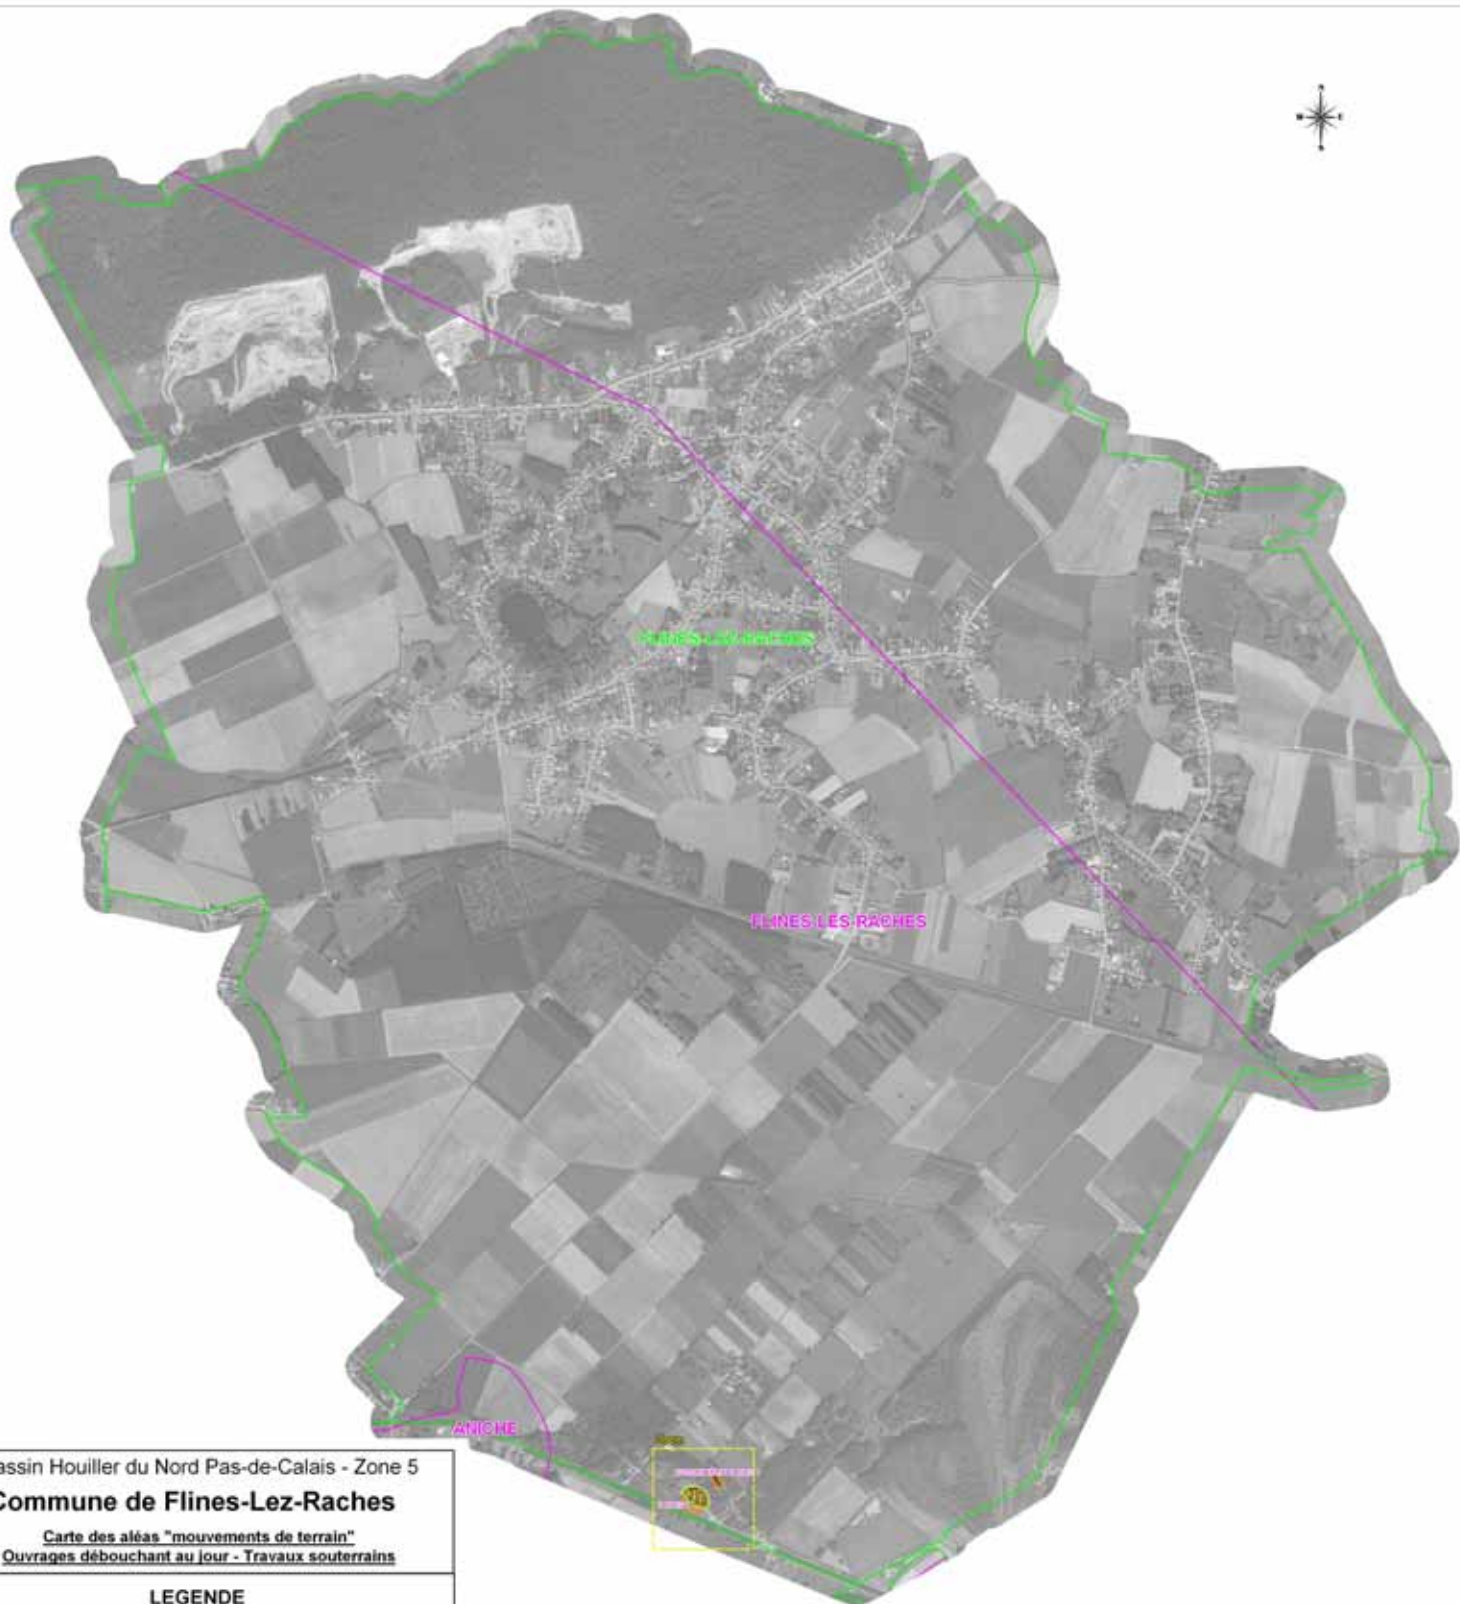 FLINES-LEZ-RACHES
FLINES-LES-RACHES
ANICHE
assin Houiller du Nord Pas-de-Calais - Zone 5
Commune de Flines-Lez-Raches
Carte des aléas "mouvements de terrain"
Ouvrages débouchant au jour - Travaux souterrains
LEGENDE